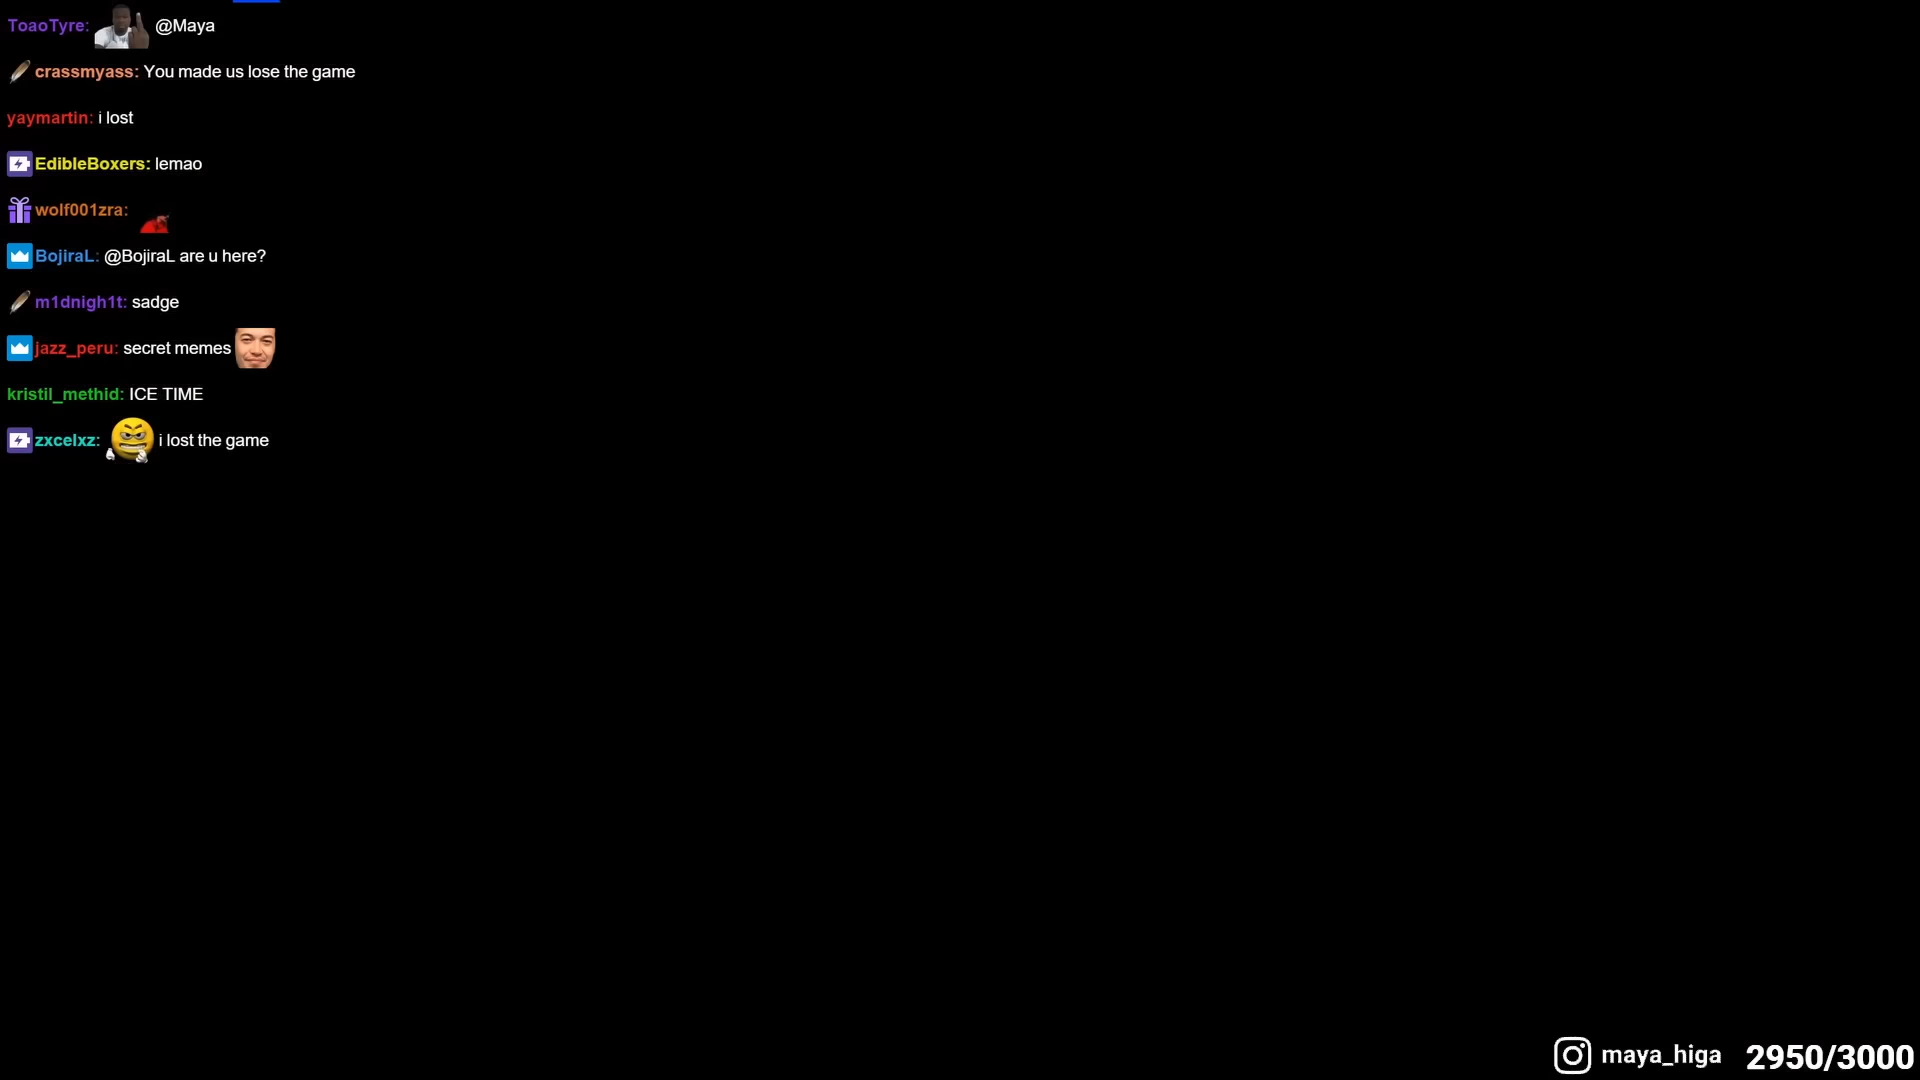 ToaoTyre: @Maya
crassmyass: You made us lose the game
yaymartin: i lost
EdibleBoxers: lemao
wolf001zra:
BojiraL: @BojiraL are u here?
m1dnigh1t: sadge
jazz_peru: secret memes
kristil_methid: ICE TIME
zxcelxz: i lost the game
maya_higa 2950/3000